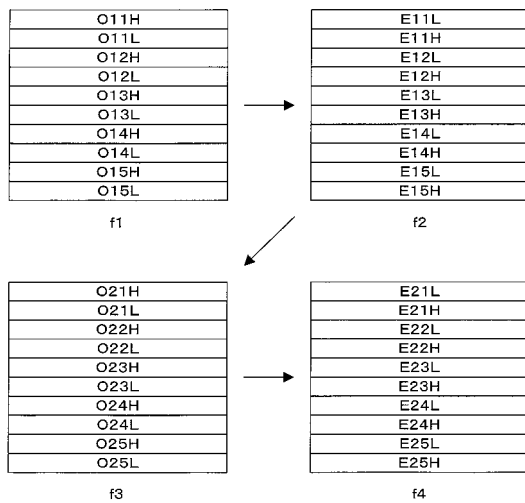 O11H
O11L
O12H
O12L
O13H
O13L
O14H
O14L
O15H
O15L
f1
E11L
E11H
E12L
E12H
E13L
E13H
E14L
E14H
E15L
E15H
f2
O21H
O21L
O22H
O22L
O23H
O23L
O24H
O24L
O25H
O25L
f3
E21L
E21H
E22L
E22H
E23L
E23H
E24L
E24H
E25L
E25H
f4